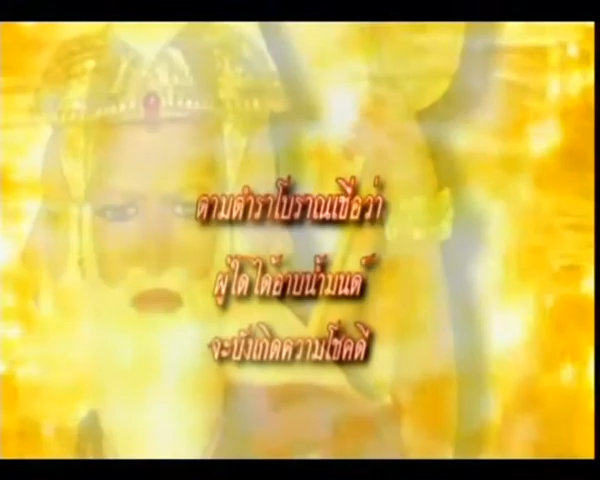 ตามตำราโบราณเชื่อว่า
ผู้ใดได้อาบน้ำมนต์
จะบังเกิดความโชคดี